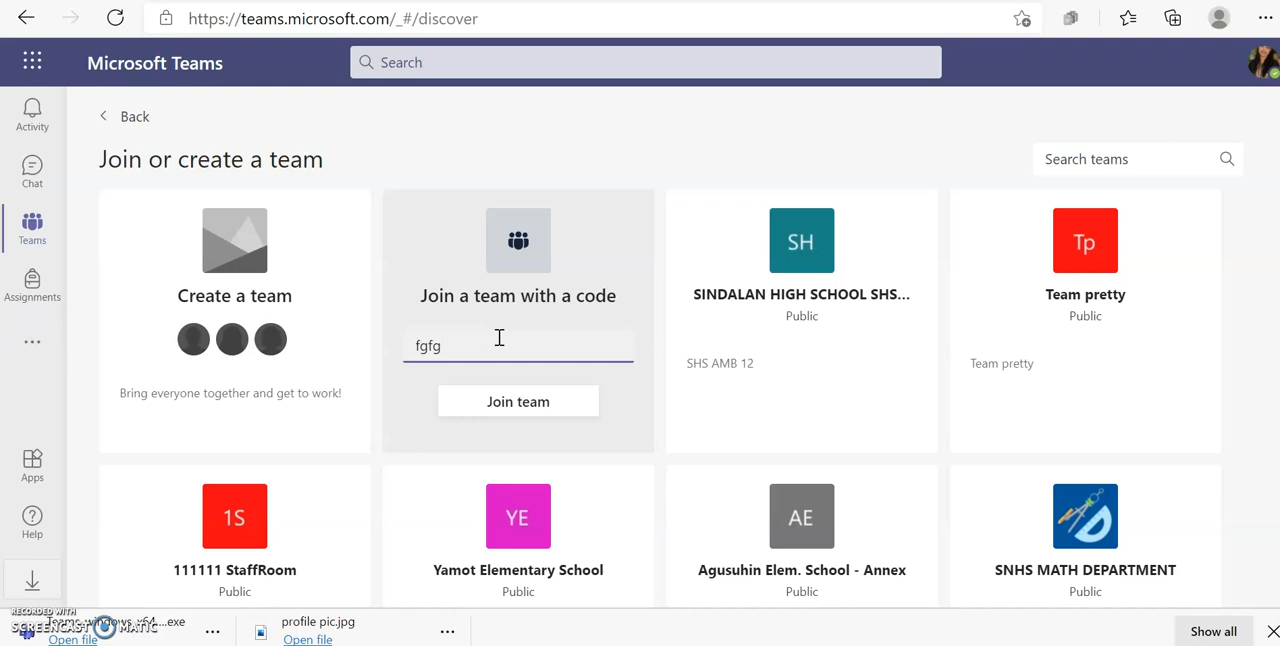 https://teams.microsoft.com/_#/discover
Microsoft Teams
Search
Activity
Chat
Teams
Assignments
Apps
Help
Back
Join or create a team
Search teams
Create a team
Bring everyone together and get to work!
Join a team with a code
fgfg
Join team
SH
SINDALAN HIGH SCHOOL SHS...
Public
SHS AMB 12
Tp
Team pretty
Public
Team pretty
1S
111111 StaffRoom
Public
YE
Yamot Elementary School
Public
AE
Agusuhin Elem. School - Annex
Public
SNHS MATH DEPARTMENT
Public
RECORDED WITH
SCREENCAST MATIC
Open file
profile pic.jpg
Open file
Show all